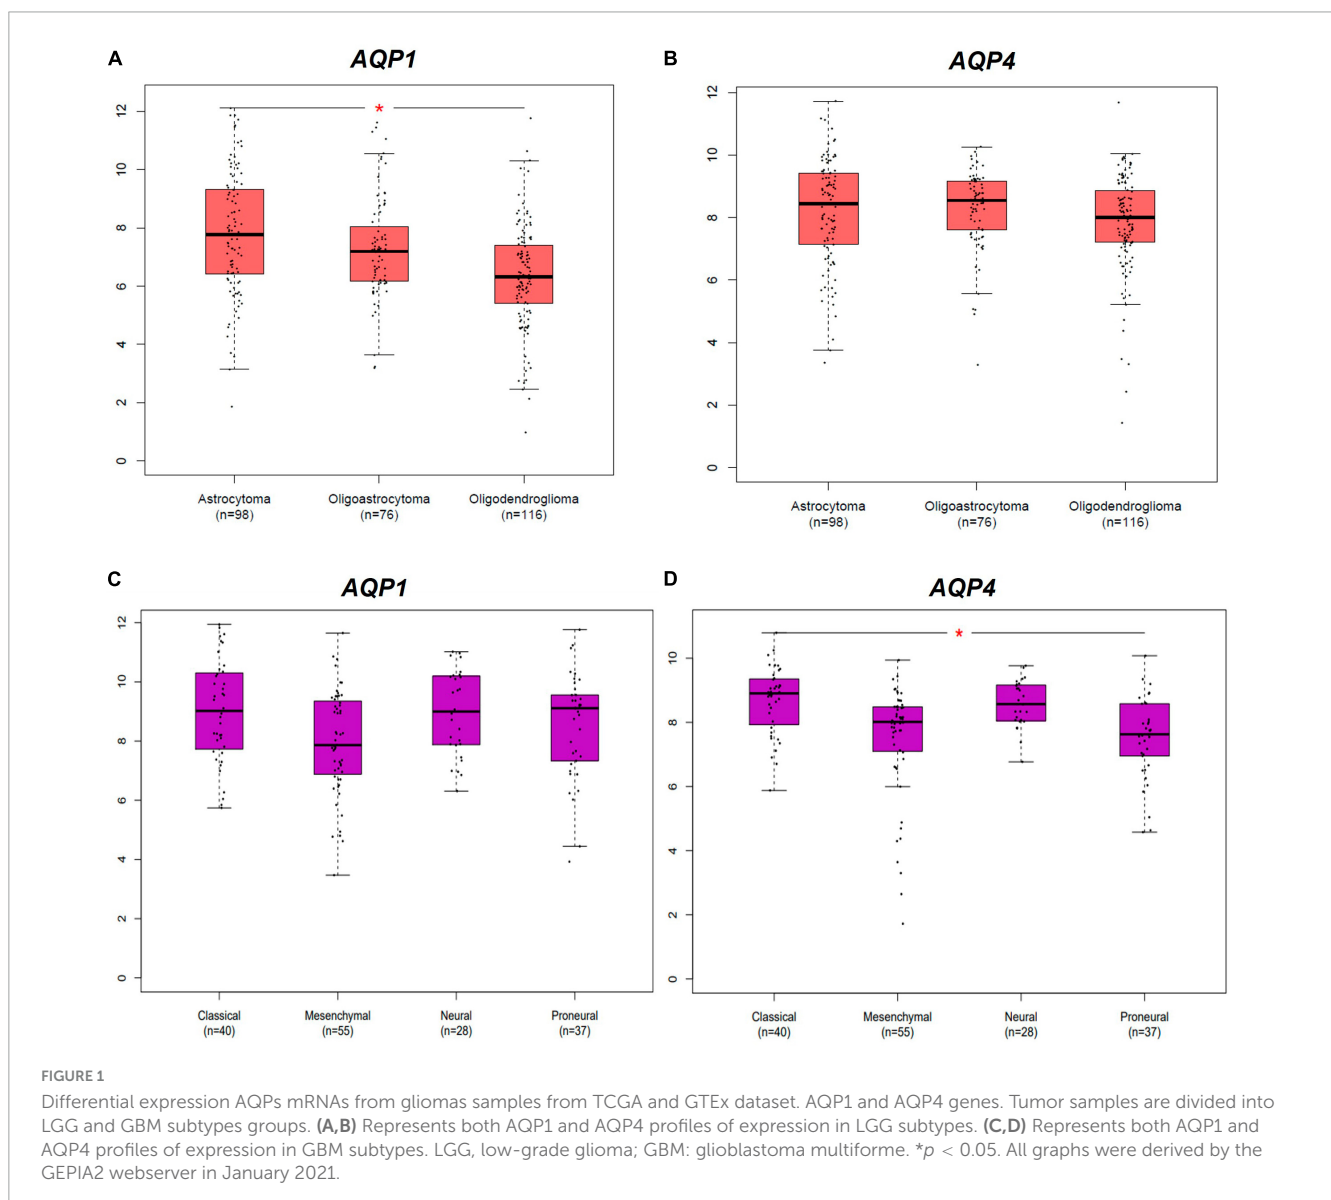 A
AQP1
12
10
8
6
4
2
0
*
Astrocytoma
(n=98)
Oligoastrocytoma
(n=76)
Oligodendroglioma
(n=116)
B
AQP4
12
10
8
6
4
2
0
Astrocytoma
(n=98)
Oligoastrocytoma
(n=76)
Oligodendroglioma
(n=116)
C
AQP1
12
10
8
6
4
2
0
Classical
(n=40)
Mesenchymal
(n=55)
Neural
(n=28)
Proneural
(n=37)
D
AQP4
10
8
6
4
2
0
*
Classical
(n=40)
Mesenchymal
(n=55)
Neural
(n=28)
Proneural
(n=37)
FIGURE 1
Differential expression AQPs mRNAs from gliomas samples from TCGA and GTEx dataset. AQP1 and AQP4 genes. Tumor samples are divided into
LGG and GBM subtypes groups. (A,B) Represents both AQP1 and AQP4 profiles of expression in LGG subtypes. (C,D) Represents both AQP1 and
AQP4 profiles of expression in GBM subtypes. LGG, low-grade glioma; GBM: glioblastoma multiforme. *p < 0.05. All graphs were derived by the
GEPIA2 webserver in January 2021.